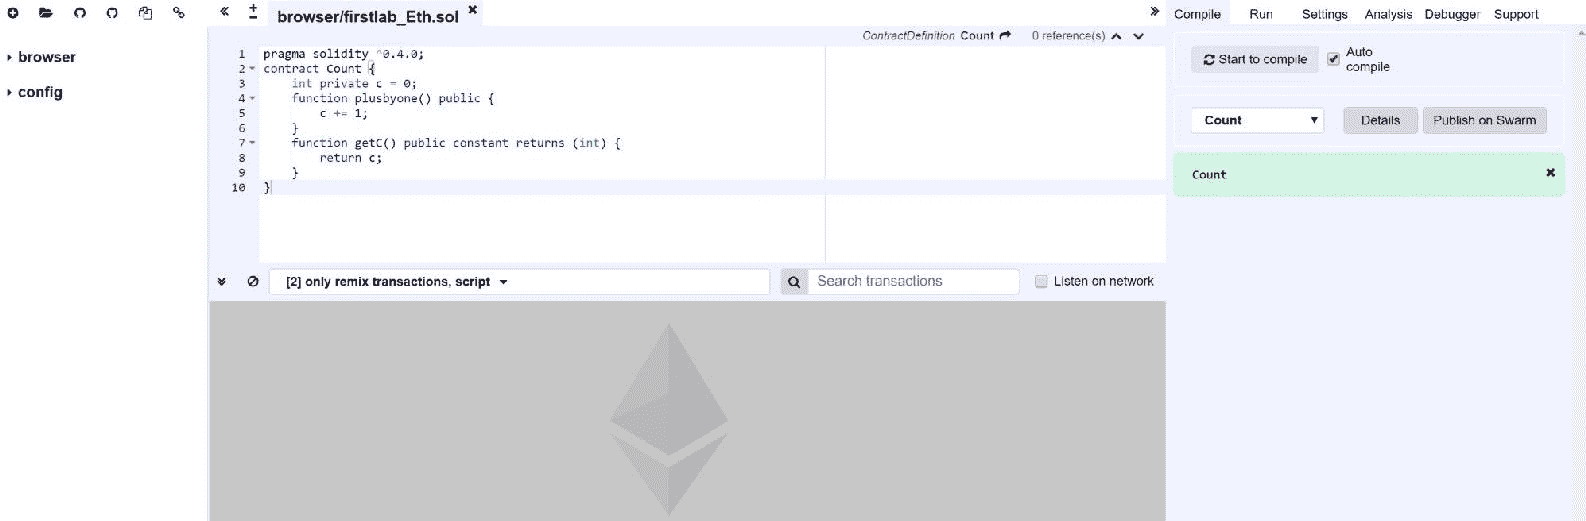 browser/firstlab_Eth.sol
Compile Run Settings Analysis Debugger Support
browser
config
ContractDefinition Count 0 reference(s)
1 pragma solidity ^0.4.0;
2 contract Count {
3 int private c = 0;
4 function plusbyone() public {
5 c += 1;
6 }
7 function getC() public constant returns (int) {
8 return c;
9 }
10 }
Start to compile
Auto compile
Count
Details
Publish on Swarm
Count
[2] only remix transactions, script
Search transactions
Listen on network